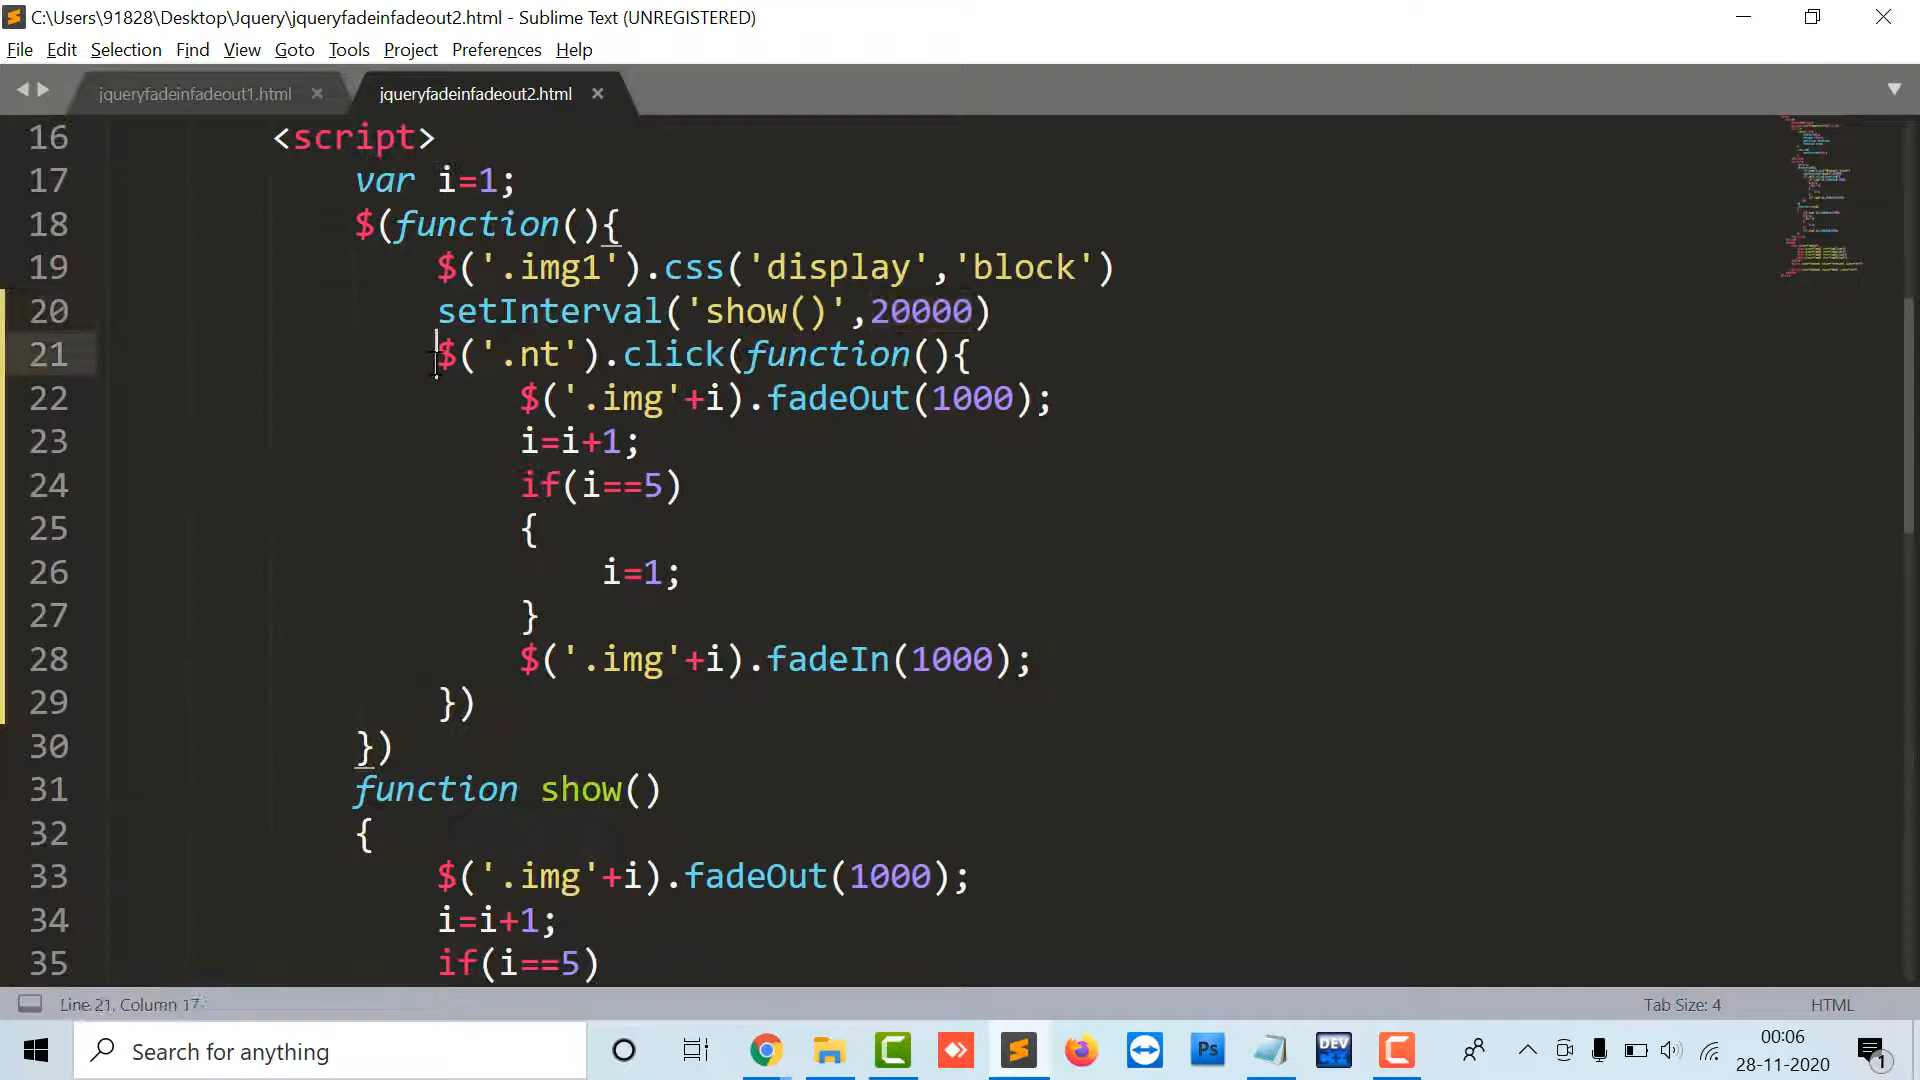 C:\Users\91828\Desktop\Jquery\jqueryfadeinfadeout2.html - Sublime Text (UNREGISTERED)
File Edit Selection Find View Goto Tools Project Preferences Help
jqueryfadeinfadeout1.html × jqueryfadeinfadeout2.html ×
16 <script>
17 var i=1;
18 $(function(){
19 $('.img1').css('display','block')
20 setInterval('show()',20000)
21 $('.nt').click(function(){
22 $('.img'+i).fadeOut(1000);
23 i=i+1;
24 if(i==5)
25 {
26 i=1;
27 }
28 $('.img'+i).fadeIn(1000);
29 })
30 })
31 function show()
32 {
33 $('.img'+i).fadeOut(1000);
34 i=i+1;
35 if(i==5)
Line 21, Column 17
Tab Size: 4 HTML
Search for anything
Ps
DEV C++
00:06
28-11-2020
1